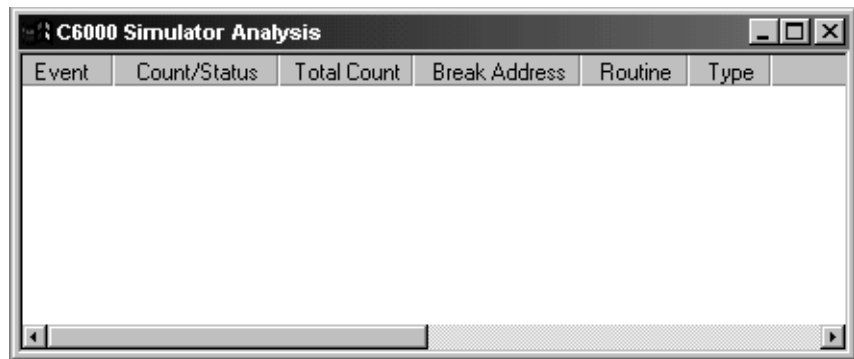 C6000 Simulator Analysis
Event Count/Status Total Count Break Address Routine Type